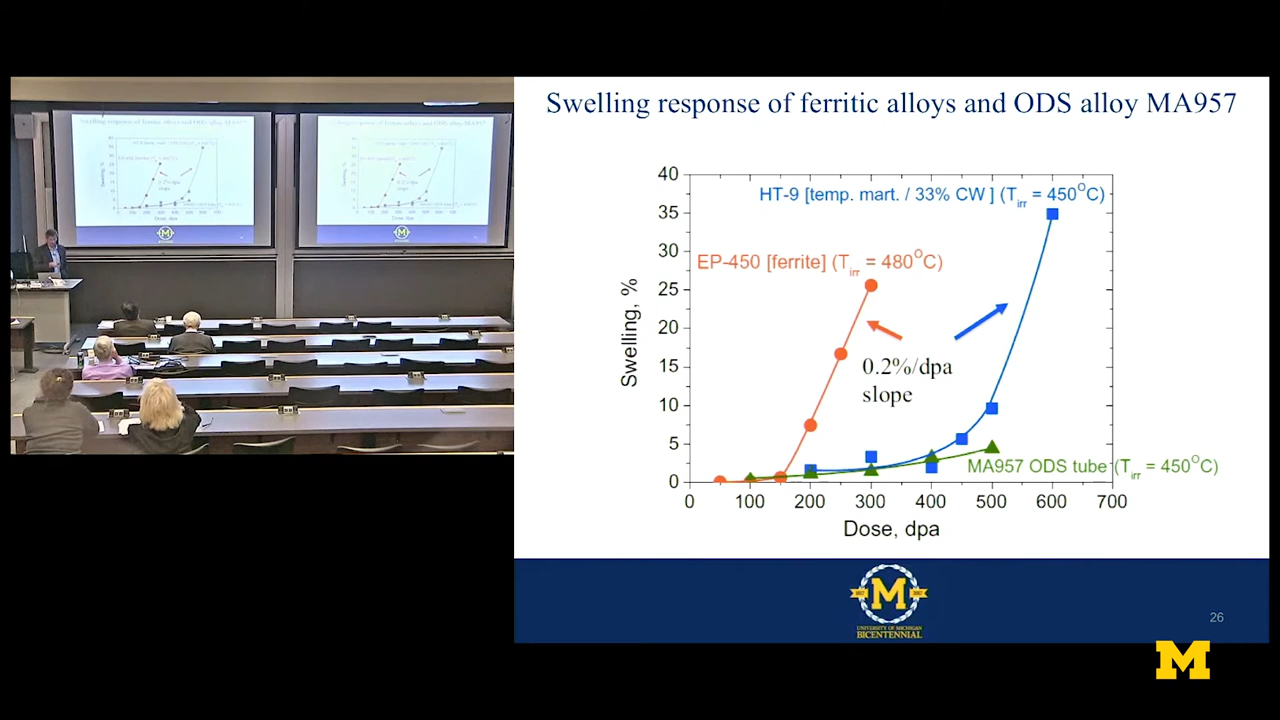 Swelling response of ferritic alloys and ODS alloy MA957
40
HT-9 [temp. mart. / 33% CW ] (Tirr = 450°C)
35
30
EP-450 [ferrite] (Tirr = 480°C)
25
20
Swelling, %
0.2%/dpa
slope
15
10
5
MA957 ODS tube (Tirr = 450°C)
0
0 100 200 300 400 500 600 700
Dose, dpa
M
1817 2017
UNIVERSITY OF MICHIGAN
BICENTENNIAL
26
M